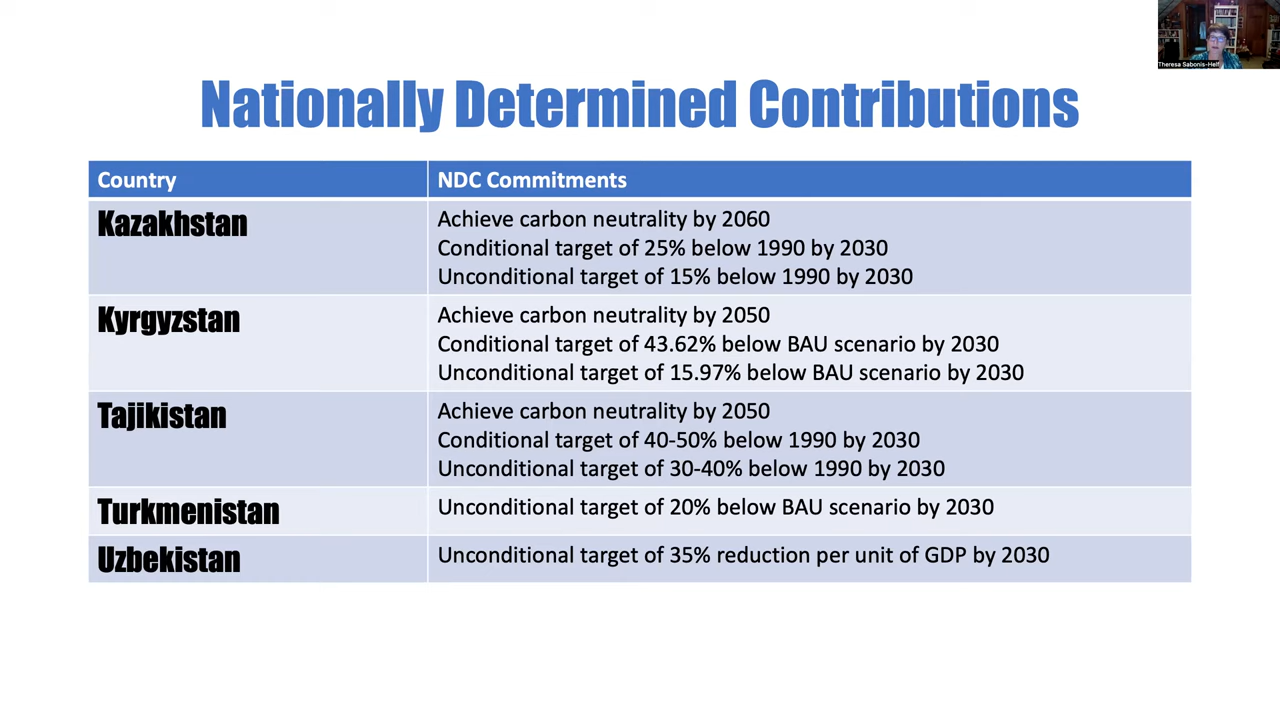 Theresa Sabonis-Helf
Nationally Determined Contributions
Country NDC Commitments
Kazakhstan Achieve carbon neutrality by 2060
Conditional target of 25% below 1990 by 2030
Unconditional target of 15% below 1990 by 2030
Kyrgyzstan Achieve carbon neutrality by 2050
Conditional target of 43.62% below BAU scenario by 2030
Unconditional target of 15.97% below BAU scenario by 2030
Tajikistan Achieve carbon neutrality by 2050
Conditional target of 40-50% below 1990 by 2030
Unconditional target of 30-40% below 1990 by 2030
Turkmenistan Unconditional target of 20% below BAU scenario by 2030
Uzbekistan Unconditional target of 35% reduction per unit of GDP by 2030